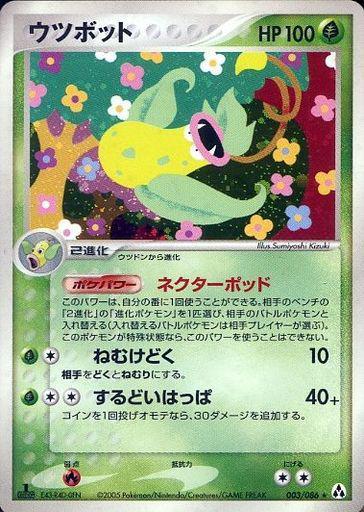 ウツボット HP100
Illus.Sumiyoshi Kizuki
2進化 ウツドンから進化
ポケパワー ネクターポッド
このパワーは、自分の番に1回使うことができる。相手のベンチの
「2進化」の「進化ポケモン」を1匹選び、相手のバトルポケモンと
入れ替える(入れ替えるバトルポケモンは相手プレイヤーが選ぶ)。
このポケモンが特殊状態なら、このパワーを使うことはできない。
ねむけどく 10
相手をどくとねむりにする。
するどいはっぱ 40+
コインを1回投げオモテなら、30ダメージを追加する。
弱点 抵抗力 にげる
©2005 Pokémon/Nintendo/Creatures/GAME FREAK 003/086 ★